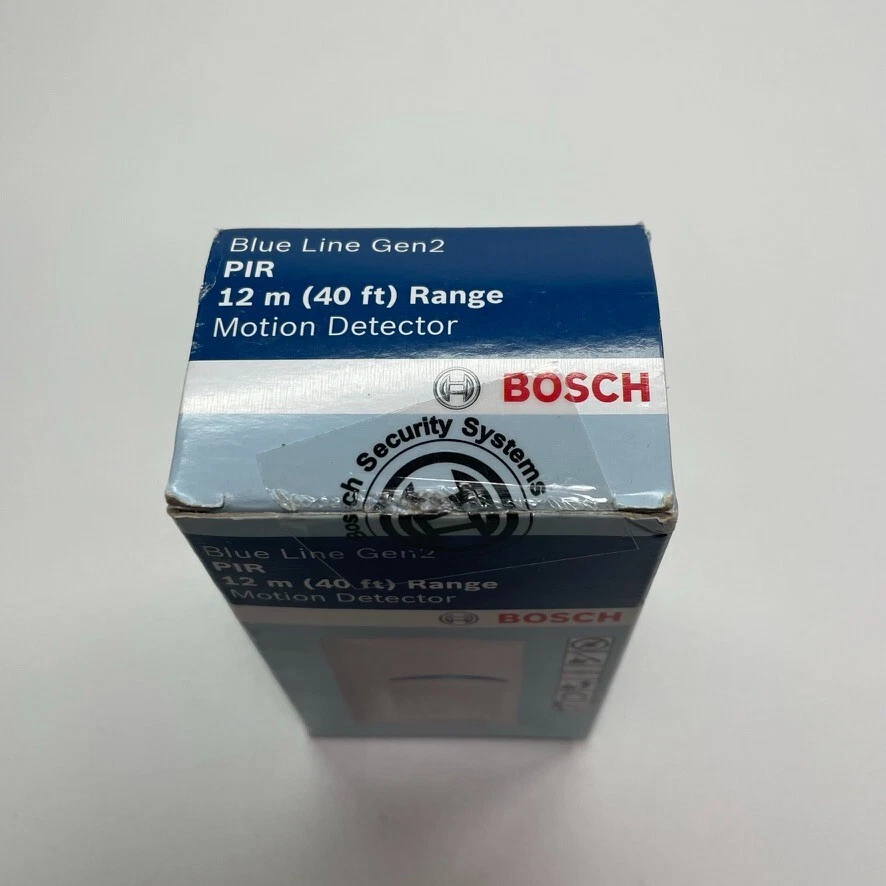 Blue Line Gen2
PIR
12 m (40 ft) Range
Motion Detector
BOSCH
Bosch Security Systems
Blue Line Gen2
PIR
12 m (40 ft) Range
Motion Detector
BOSCH